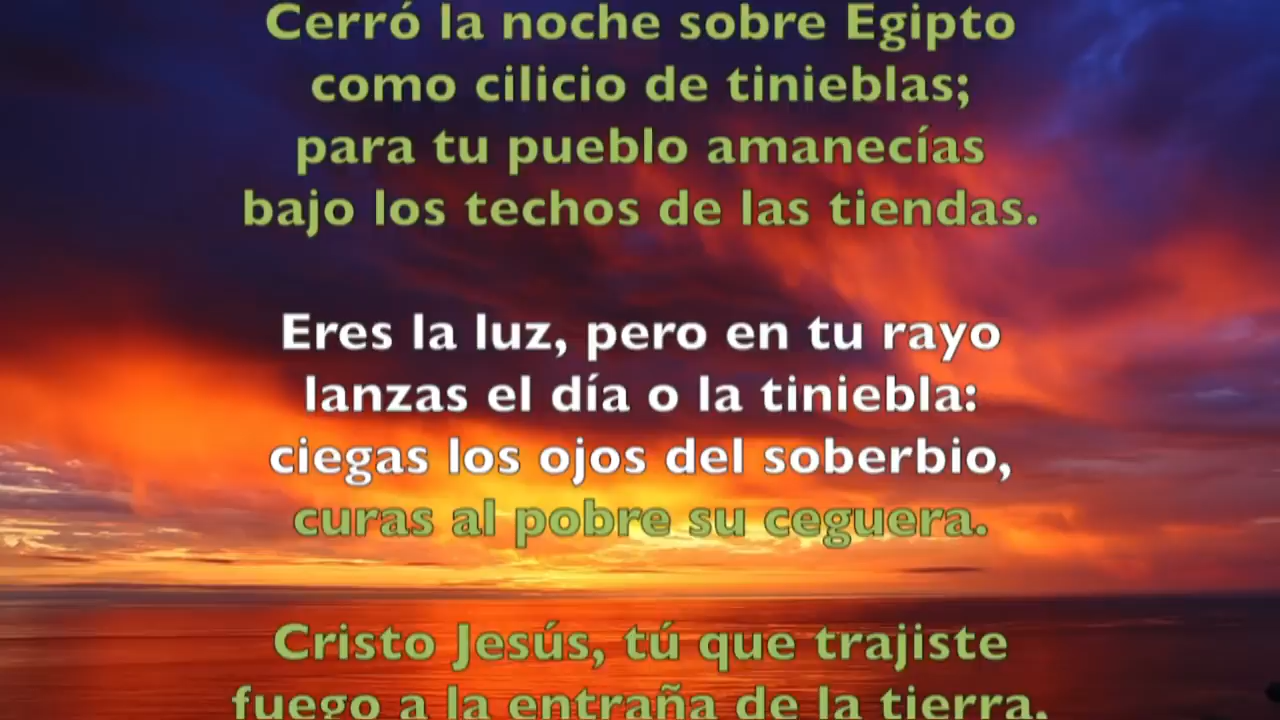 Cerró la noche sobre Egipto
como cilicio de tinieblas;
para tu pueblo amanecías
bajo los techos de las tiendas.
Eres la luz, pero en tu rayo
lanzas el día o la tiniebla:
ciegas los ojos del soberbio,
curas al pobre su ceguera.
Cristo Jesús, tú que trajiste
fuego a la entraña de la tierra,